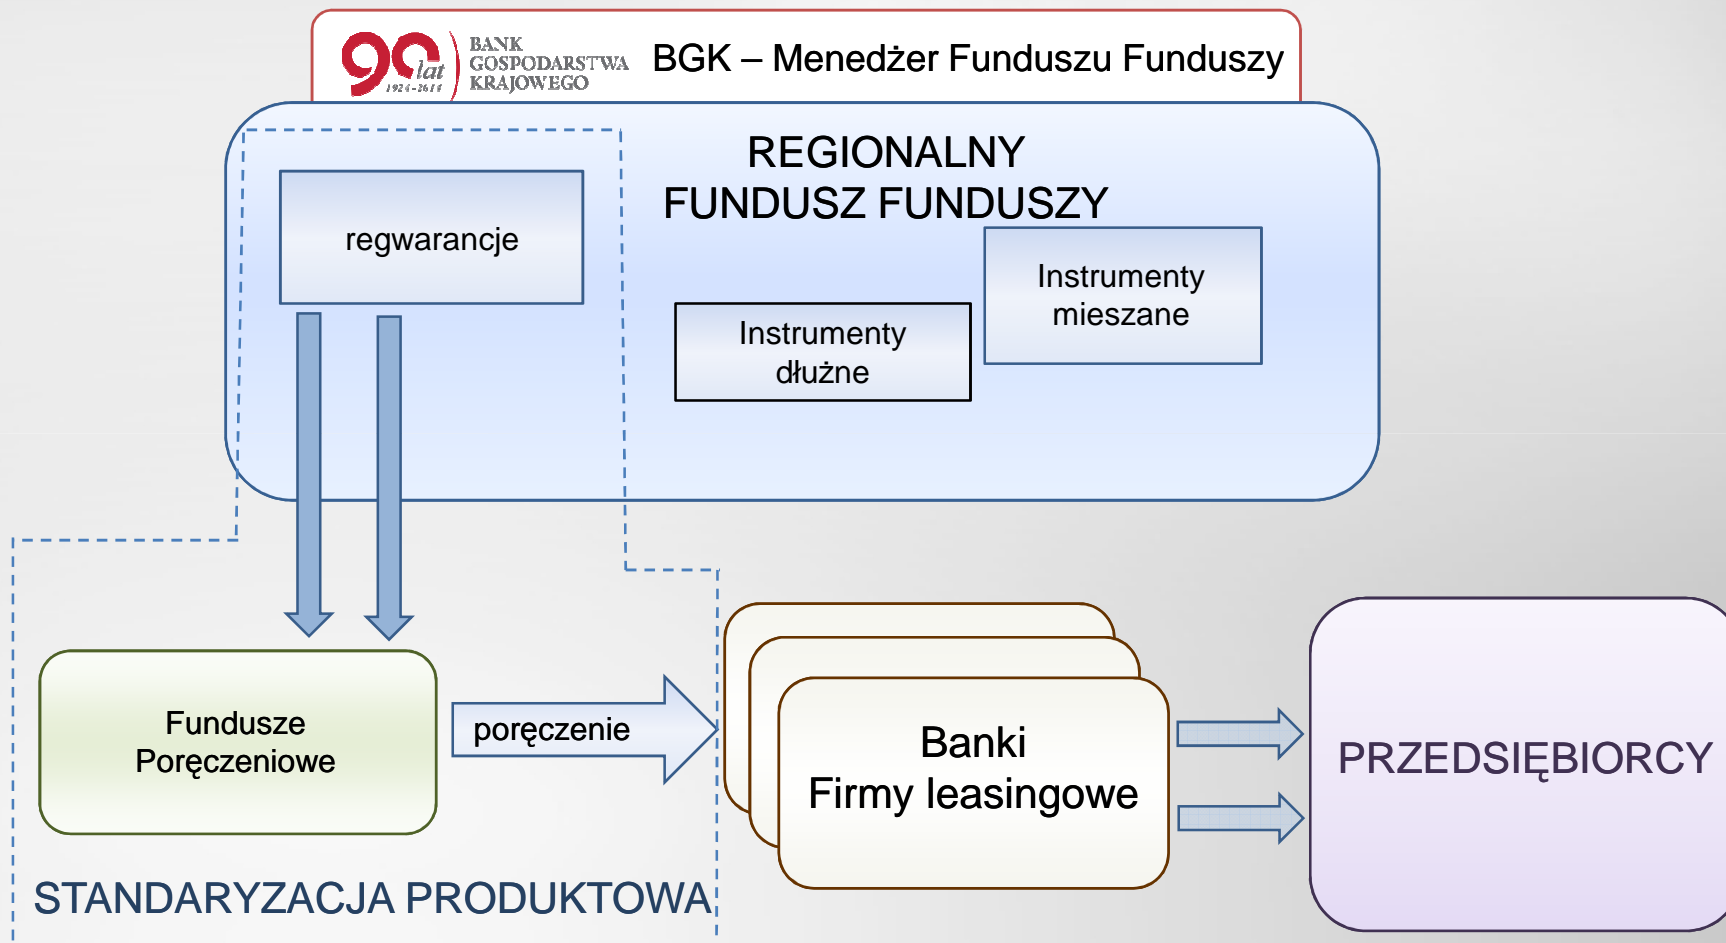 90 lat
1924-2014
BANK
GOSPODARSTWA
KRAJOWEGO
BGK – Menedżer Funduszu Funduszy
REGIONALNY
FUNDUSZ FUNDUSZY
regwarancje
Instrumenty
mieszane
Instrumenty
dłużne
Fundusze
Poręczeniowe
poręczenie
Banki
Firmy leasingowe
PRZEDSIĘBIORCY
STANDARYZACJA PRODUKTOWA